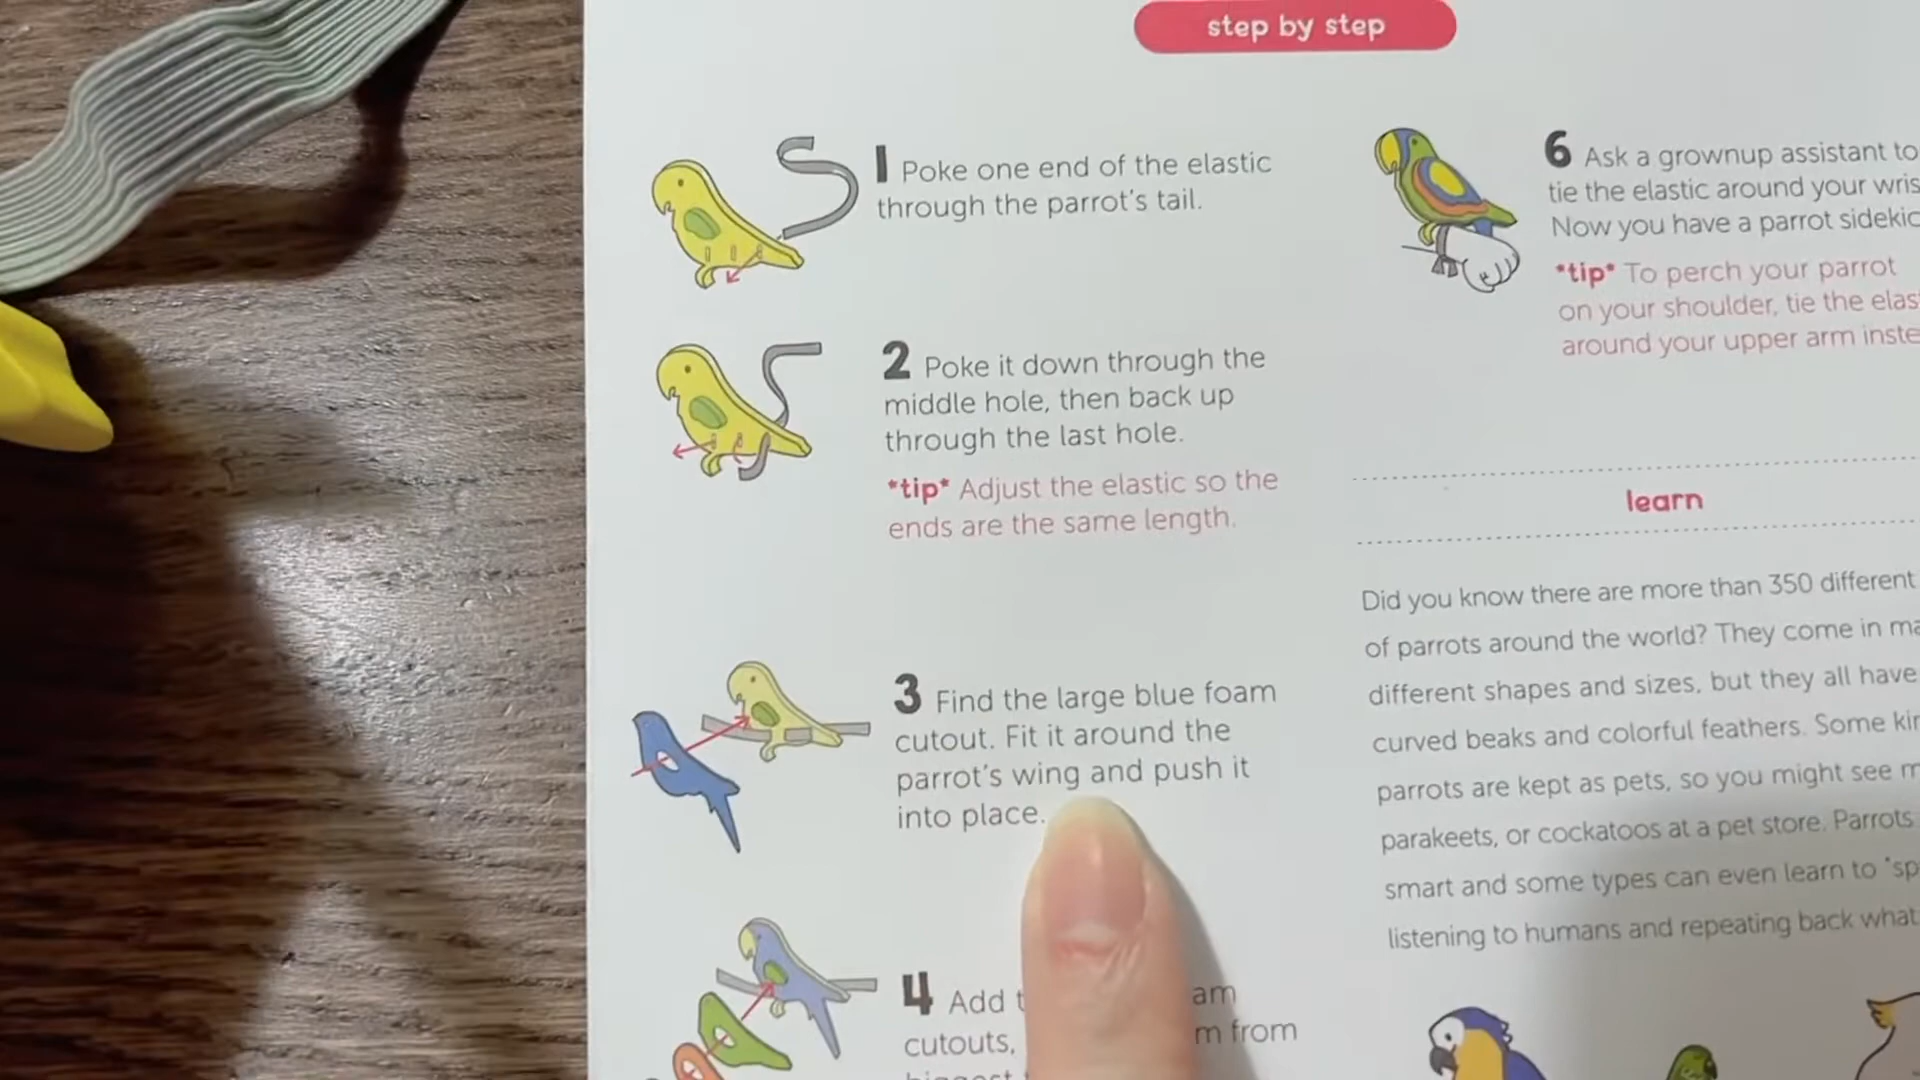 step by step
1 Poke one end of the elastic
through the parrot's tail.
2 Poke it down through the
middle hole, then back up
through the last hole.
*tip* Adjust the elastic so the
ends are the same length.
3 Find the large blue foam
cutout. Fit it around the
parrot's wing and push it
into place.
4 Add
cutouts,
from
6 Ask a grownup assistant to
tie the elastic around your
Now you have a parrot
*tip* To perch your parrot
on your shoulder, tie the
around your upper arm
learn
Did you know there are more than 350 different
of parrots around the world? They come in
different shapes and sizes, but they all have
curved beaks and colorful feathers. Some
parrots are kept as pets, so you might see
parakeets, or cockatoos at a pet store. Parrots
smart and some types can even learn to
listening to humans and repeating back what